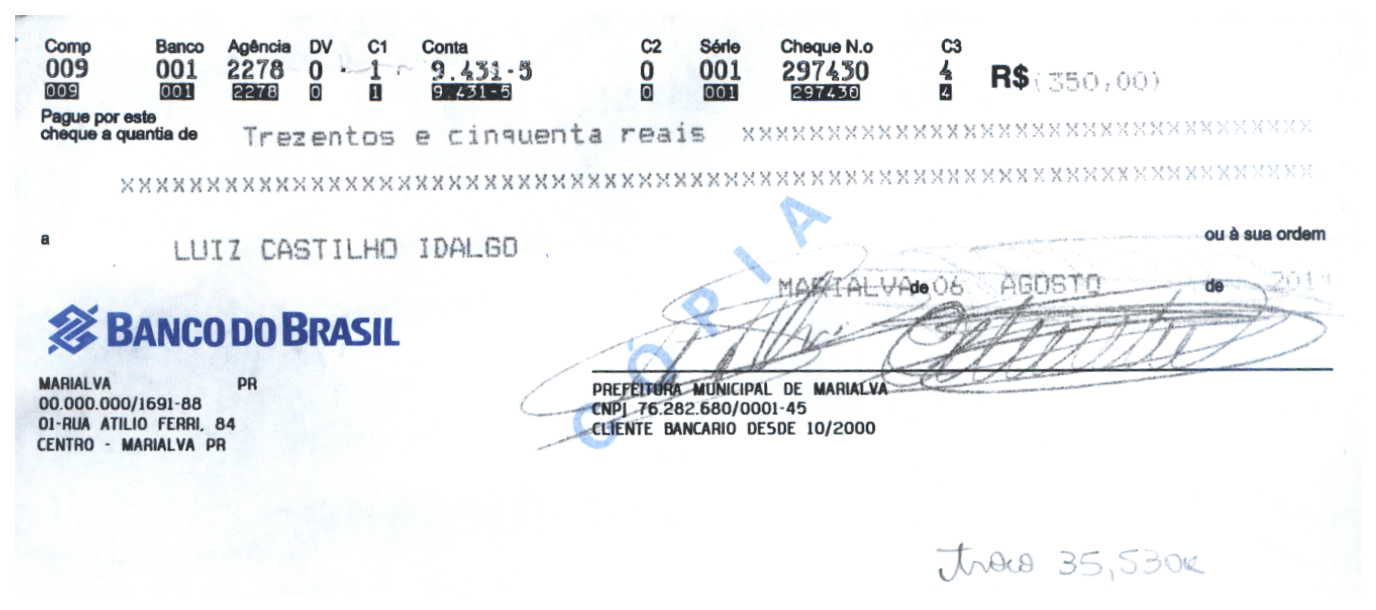 Comp Banco Agência DV C1 Conta C2 Série Cheque N.o C3
009 001 2278 0 1 9.431-5 0 001 297430 4 R$(350,00)
009 001 2278 0 1 9.431-5 0 001 297430 4
Pague por este
cheque a quantia de Trezentos e cinquenta reais XXXXXXXXXXXXXXXXXXXXXXXXXXXXXXXXXX
XXXXXXXXXXXXXXXXXXXXXXXXXXXXXXXXXXXXXXXXXXXXXXXXXXXXXXXXXXXXXXXXXXXXX
a LUIZ CASTILHO IDALGO ou à sua ordem
MARIALVA de 06 AGOSTO de
CÓPIA
BANCO DO BRASIL
MARIALVA PR
00.000.000/1691-88
01-RUA ATILIO FERRI, 84
CENTRO - MARIALVA PR
PREFEITURA MUNICIPAL DE MARIALVA
CNPJ 76.282.680/0001-45
CLIENTE BANCARIO DESDE 10/2000
troco